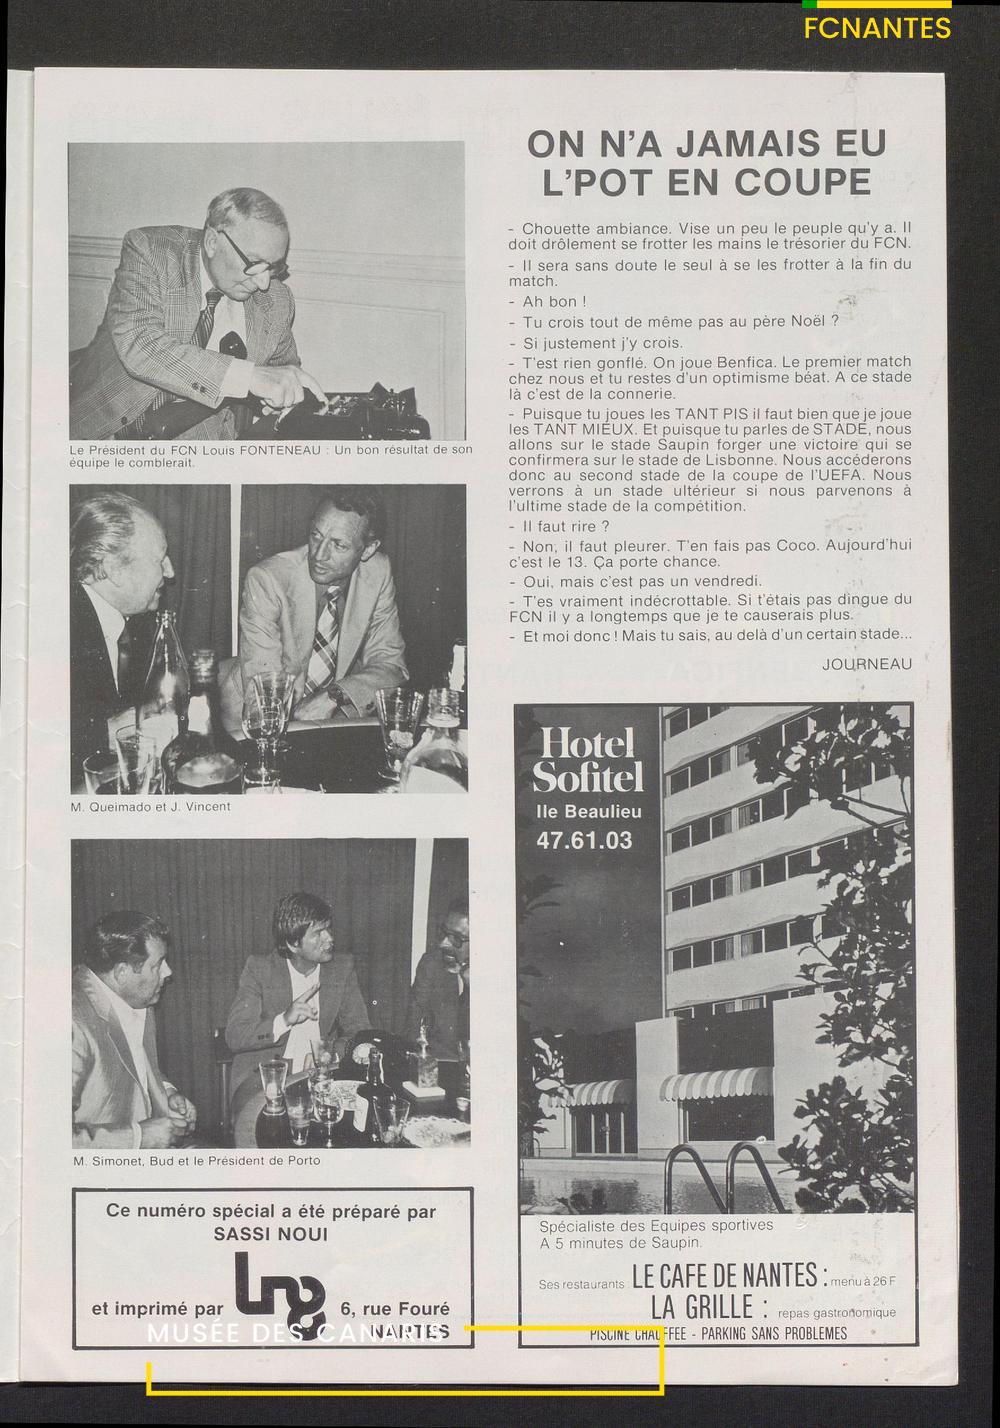 FCNANTES
Le Président du FCN Louis FONTENEAU : Un bon résultat de son
équipe le comblerait.
M. Queimado et J. Vincent
M. Simonet, Bud et le Président de Porto
Ce numéro spécial a été préparé par
SASSI NOUI
et imprimé par lng 6, rue Fouré
NANTES
MUSÉE DES CANARIS
ON N'A JAMAIS EU
L'POT EN COUPE
- Chouette ambiance. Vise un peu le peuple qu'y a. Il
doit drôlement se frotter les mains le trésorier du FCN.
- Il sera sans doute le seul à se les frotter à la fin du
match.
- Ah bon !
- Tu crois tout de même pas au père Noël ?
- Si justement j'y crois.
- T'est rien gonflé. On joue Benfica. Le premier match
chez nous et tu restes d'un optimisme béat. A ce stade
là c'est de la connerie.
- Puisque tu joues les TANT PIS il faut bien que je joue
les TANT MIEUX. Et puisque tu parles de STADE, nous
allons sur le stade Saupin forger une victoire qui se
confirmera sur le stade de Lisbonne. Nous accéderons
donc au second stade de la coupe de l'UEFA. Nous
verrons à un stade ultérieur si nous parvenons à
l'ultime stade de la compétition.
- Il faut rire ?
- Non, il faut pleurer. T'en fais pas Coco. Aujourd'hui
c'est le 13. Ça porte chance.
- Oui, mais c'est pas un vendredi.
- T'es vraiment indécrottable. Si t'étais pas dingue du
FCN il y a longtemps que je te causerais plus.
- Et moi donc ! Mais tu sais, au delà d'un certain stade...
JOURNEAU
Hotel
Sofitel
Ile Beaulieu
47.61.03
Spécialiste des Equipes sportives
A 5 minutes de Saupin.
Ses restaurants : LE CAFE DE NANTES : menu à 26 F
LA GRILLE : repas gastronomique
PISCINE CHAUFFEE - PARKING SANS PROBLEMES